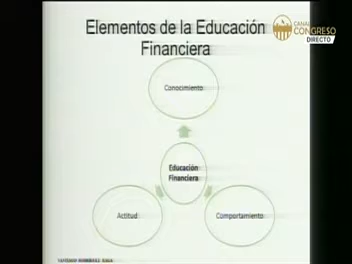 Elementos de la Educación
Financiera
CANAL
CONGRESO
DIRECTO
Conocimiento
Educación
Financiera
Actitud
Comportamiento